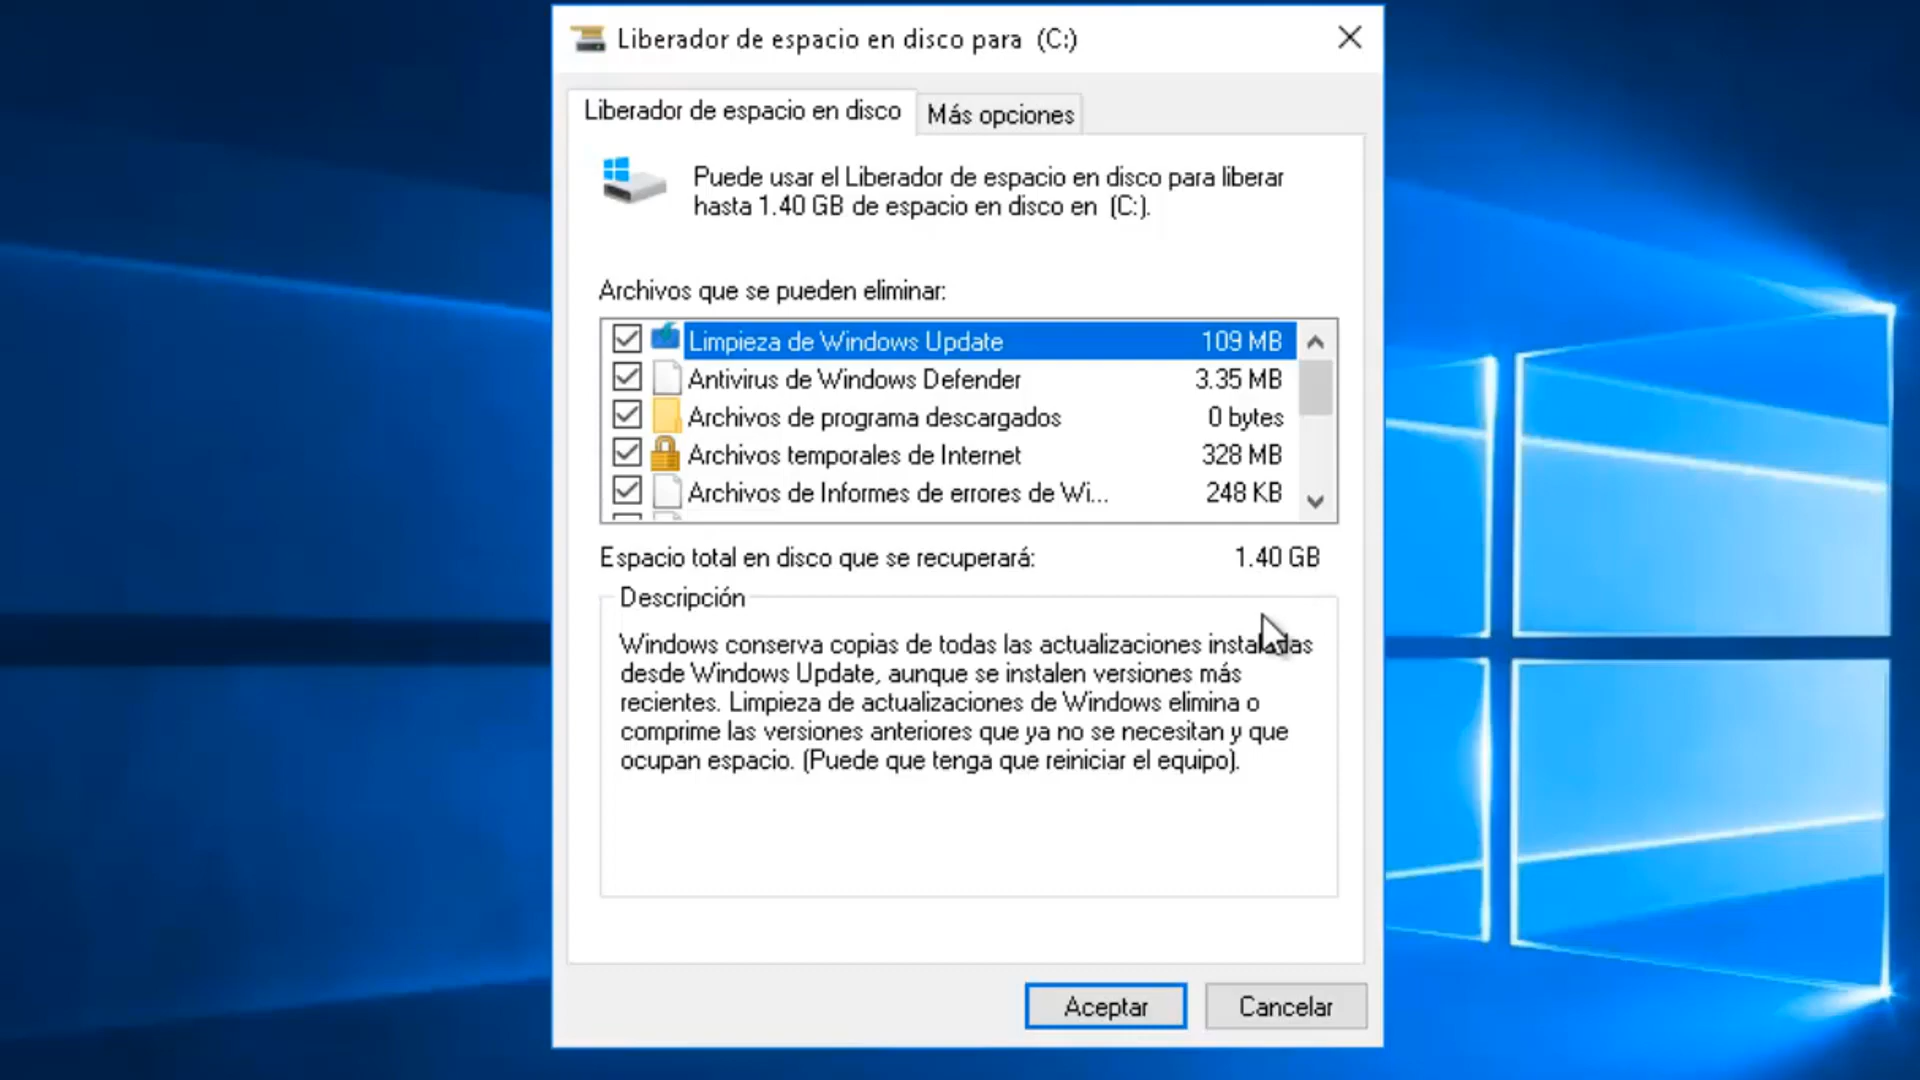 Liberador de espacio en disco para (C:)
Liberador de espacio en disco
Más opciones
Puede usar el Liberador de espacio en disco para liberar
hasta 1.40 GB de espacio en disco en (C:).
Archivos que se pueden eliminar:
Limpieza de Windows Update 109 MB
Antivirus de Windows Defender 3.35 MB
Archivos de programa descargados 0 bytes
Archivos temporales de Internet 328 MB
Archivos de Informes de errores de Wi... 248 KB
Espacio total en disco que se recuperará: 1.40 GB
Descripción
Windows conserva copias de todas las actualizaciones instaladas
desde Windows Update, aunque se instalen versiones más
recientes. Limpieza de actualizaciones de Windows elimina o
comprime las versiones anteriores que ya no se necesitan y que
ocupan espacio. (Puede que tenga que reiniciar el equipo).
Aceptar
Cancelar